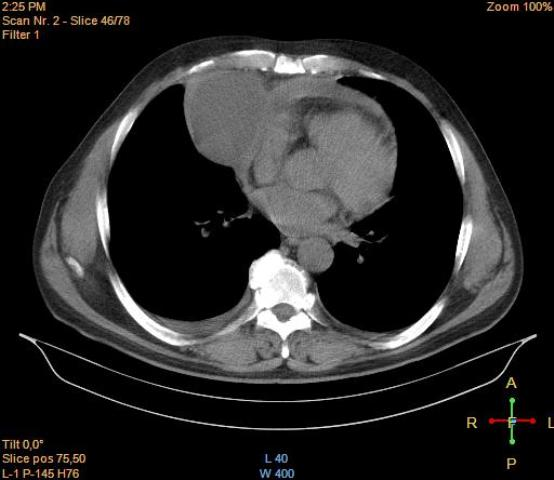 2:25 PM
Zoom 100%
Scan Nr. 2 - Slice 46/78
Filter 1
A
R
F
L
P
Tilt 0,0°
Slice pos 75,50
L 40
L-1 P-145 H76
W 400